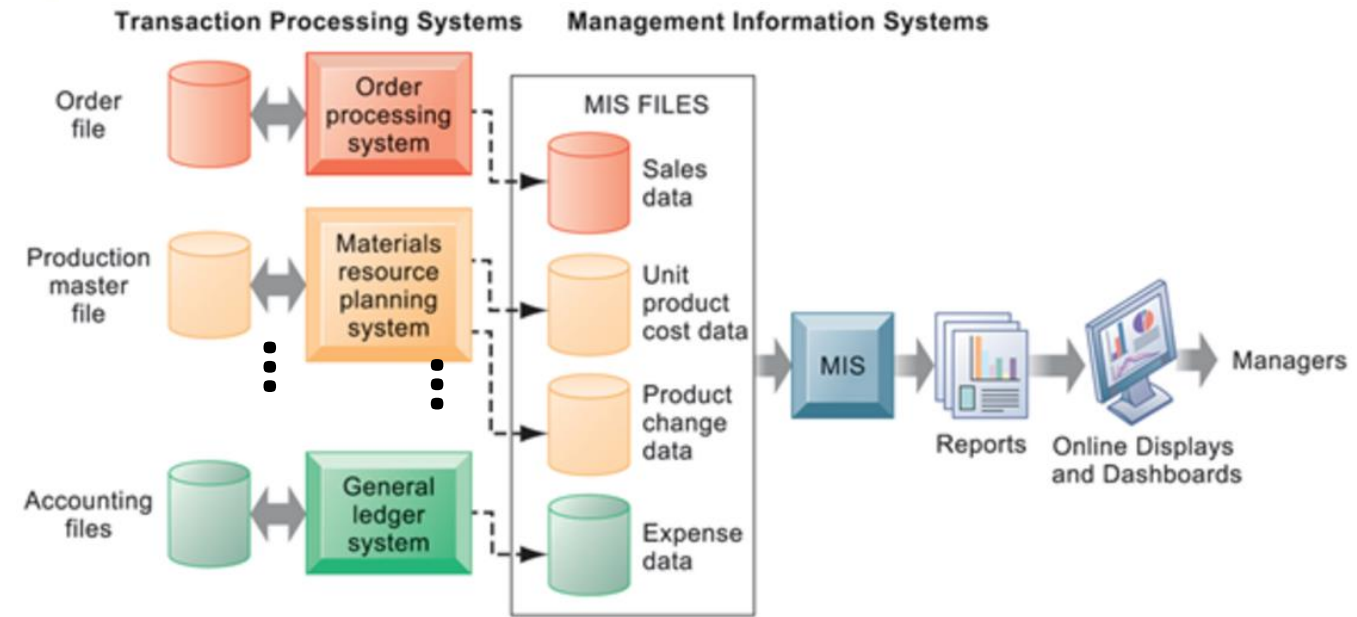 Transaction Processing Systems
Management Information Systems
Order
file
Order
processing
system
MIS FILES
Sales
data
Production
master
file
Materials
resource
planning
system
Unit
product
cost data
Product
change
data
Accounting
files
General
ledger
system
Expense
data
MIS
Reports
Online Displays
and Dashboards
Managers